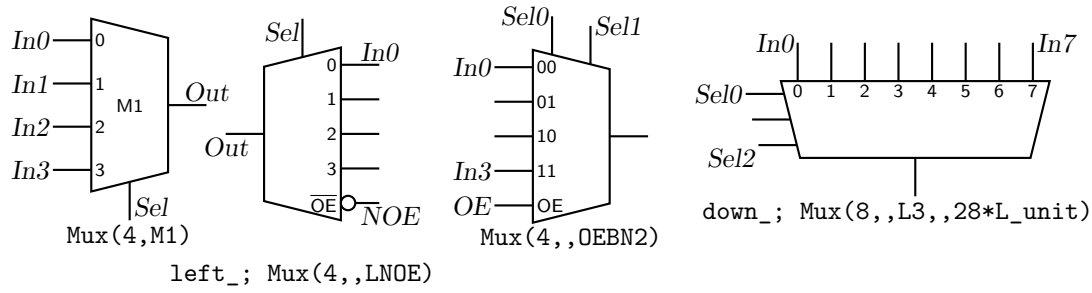 In0
0
In1
1
M1
Out
In2
2
In3
3
Sel
Mux(4,M1)
Sel
0
In0
1
2
Out
3
OE
NOE
left_; Mux(4,,LNOE)
Sel0
Sel1
In0
00
01
10
In3
11
OE
OE
Mux(4,,OEBN2)
In0
In7
Sel0
0 1 2 3 4 5 6 7
Sel2
down_; Mux(8,,L3,,28*L_unit)